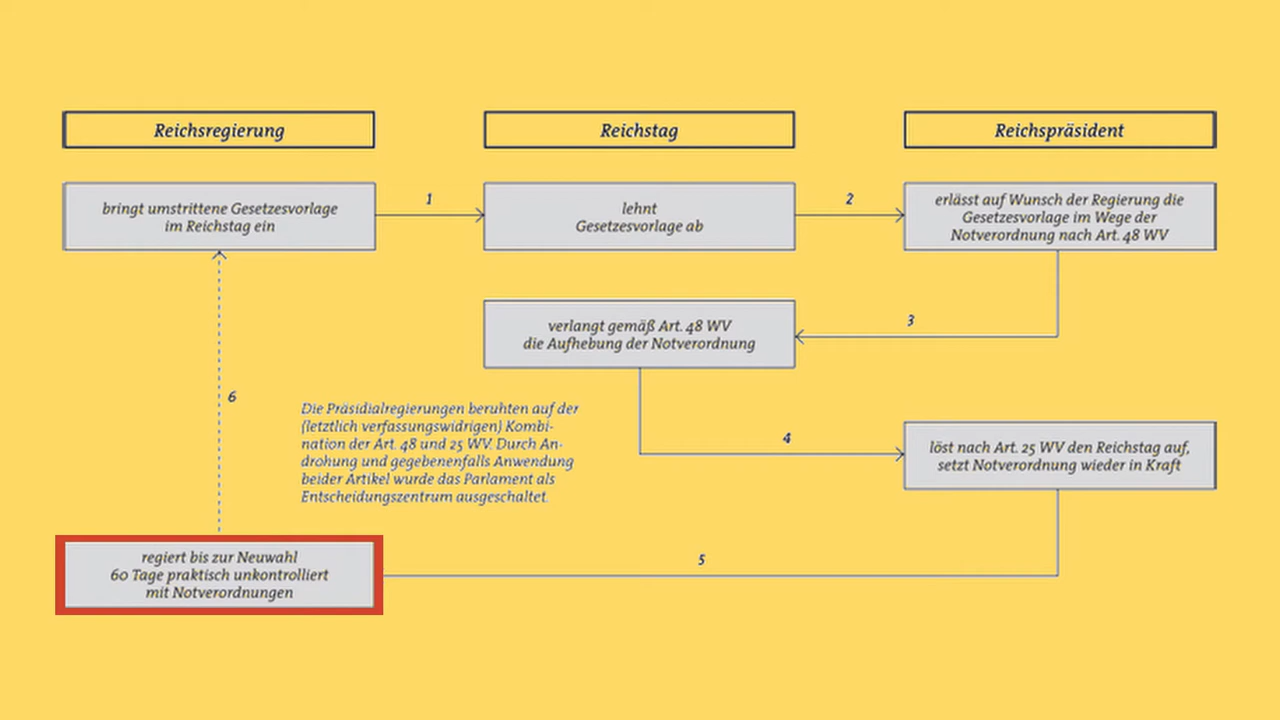 Reichsregierung
Reichstag
Reichspräsident
bringt umstrittene Gesetzesvorlage
im Reichstag ein
1
lehnt
Gesetzesvorlage ab
2
erlässt auf Wunsch der Regierung die
Gesetzesvorlage im Wege der
Notverordnung nach Art. 48 WV
3
verlangt gemäß Art. 48 WV
die Aufhebung der Notverordnung
4
löst nach Art. 25 WV den Reichstag auf,
setzt Notverordnung wieder in Kraft
6
Die Präsidialregierungen beruhten auf der
(letztlich verfassungswidrigen) Kombi-
nation der Art. 48 und 25 WV. Durch An-
drohung und gegebenenfalls Anwendung
beider Artikel wurde das Parlament als
Entscheidungszentrum ausgeschaltet.
5
regiert bis zur Neuwahl
60 Tage praktisch unkontrolliert
mit Notverordnungen